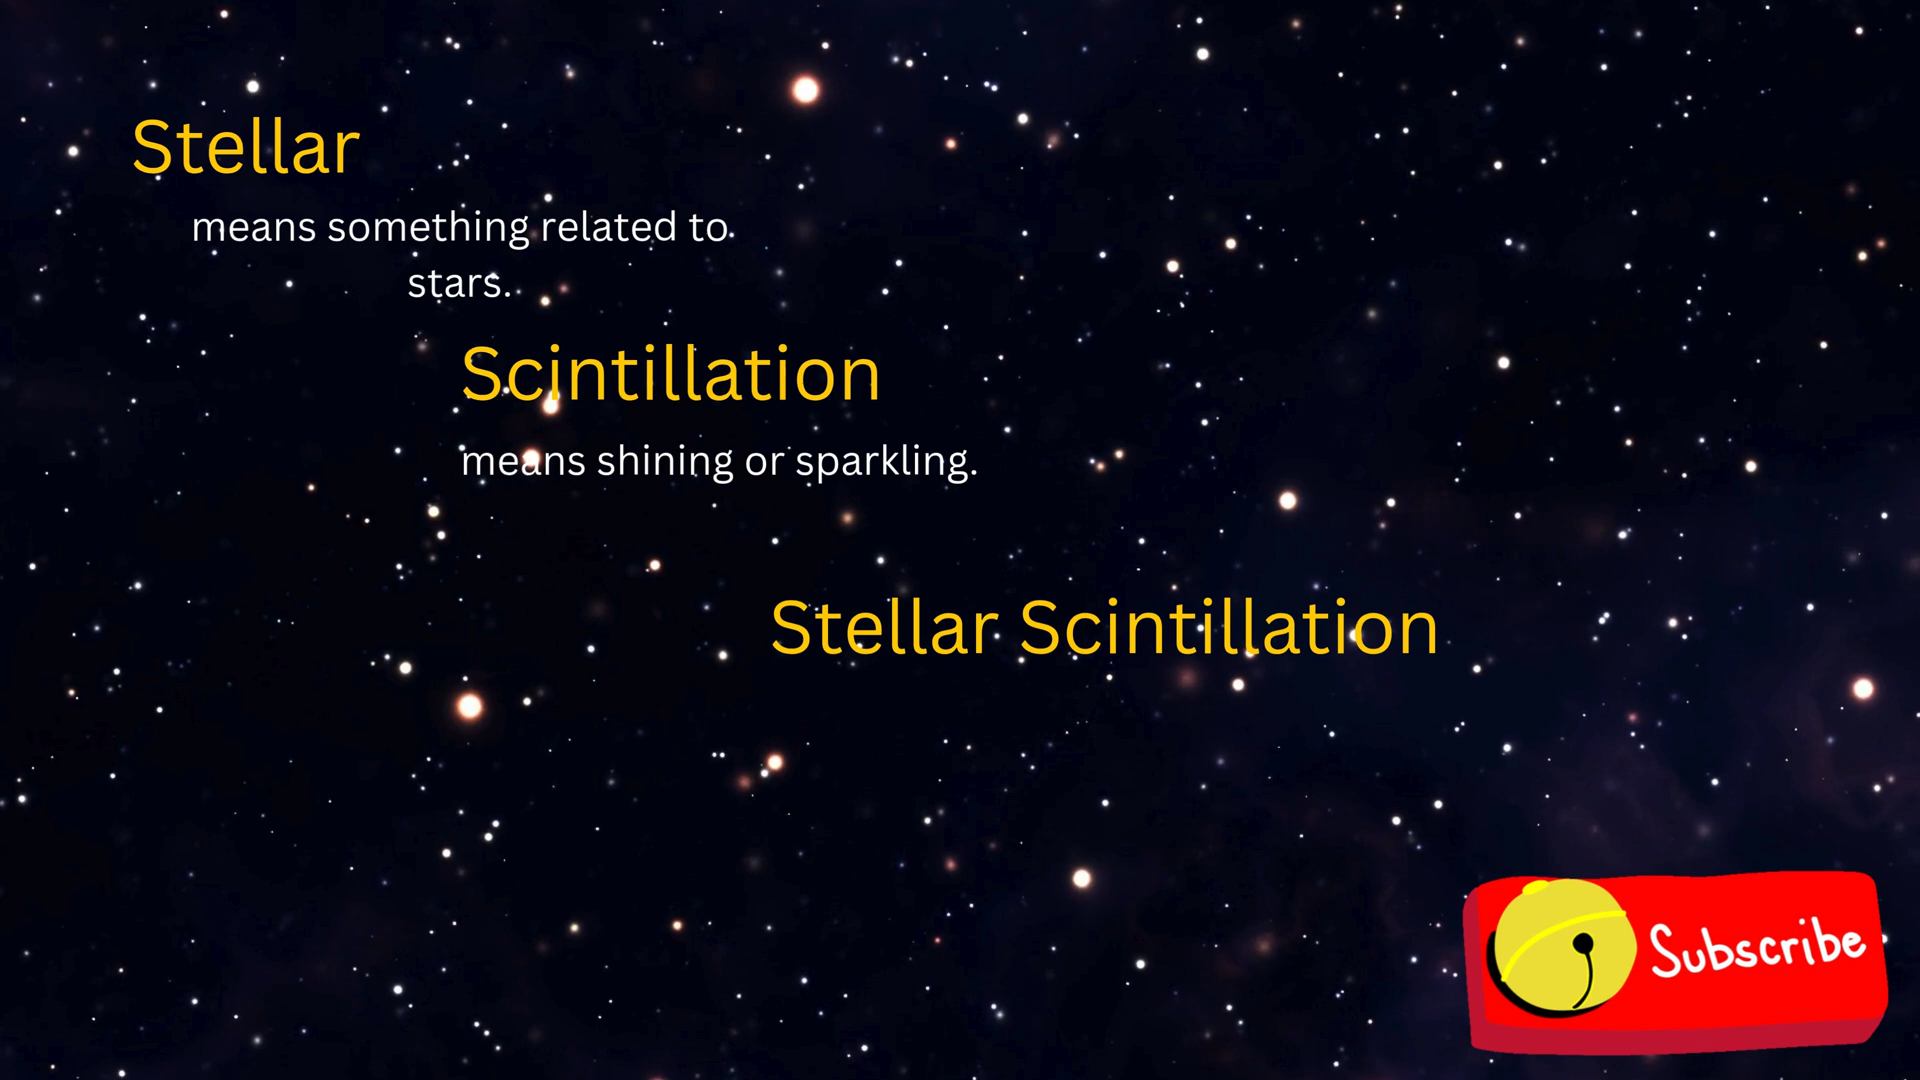 Stellar
means something related to
stars.
Scintillation
means shining or sparkling.
Stellar Scintillation
Subscribe